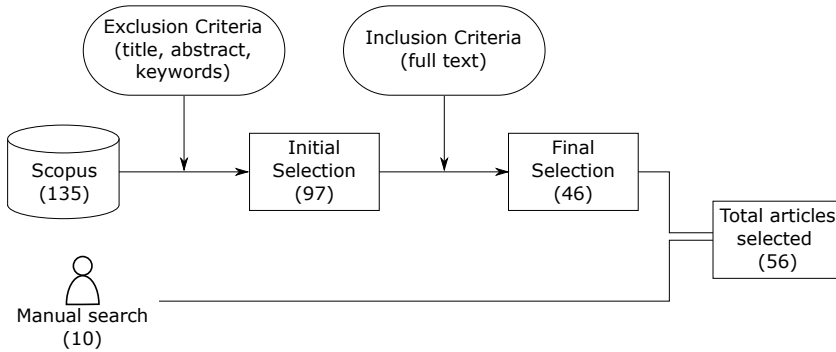 Exclusion Criteria
(title, abstract,
keywords)
Inclusion Criteria
(full text)
Scopus
(135)
Initial
Selection
(97)
Final
Selection
(46)
Total articles
selected
(56)
Manual search
(10)